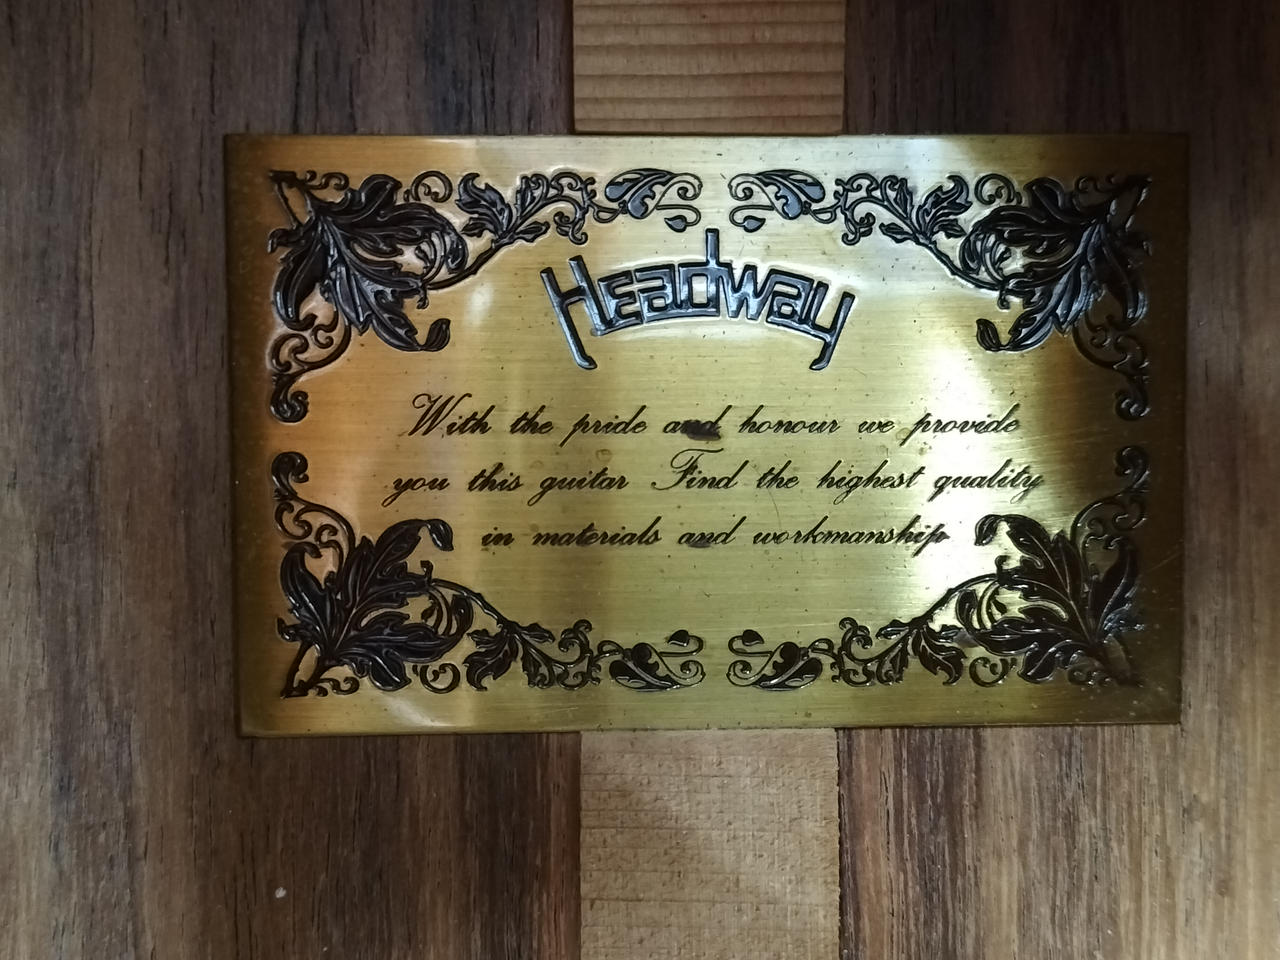 Headway
With the pride and honour we provide
you this guitar Find the highest quality
in materials and workmanship